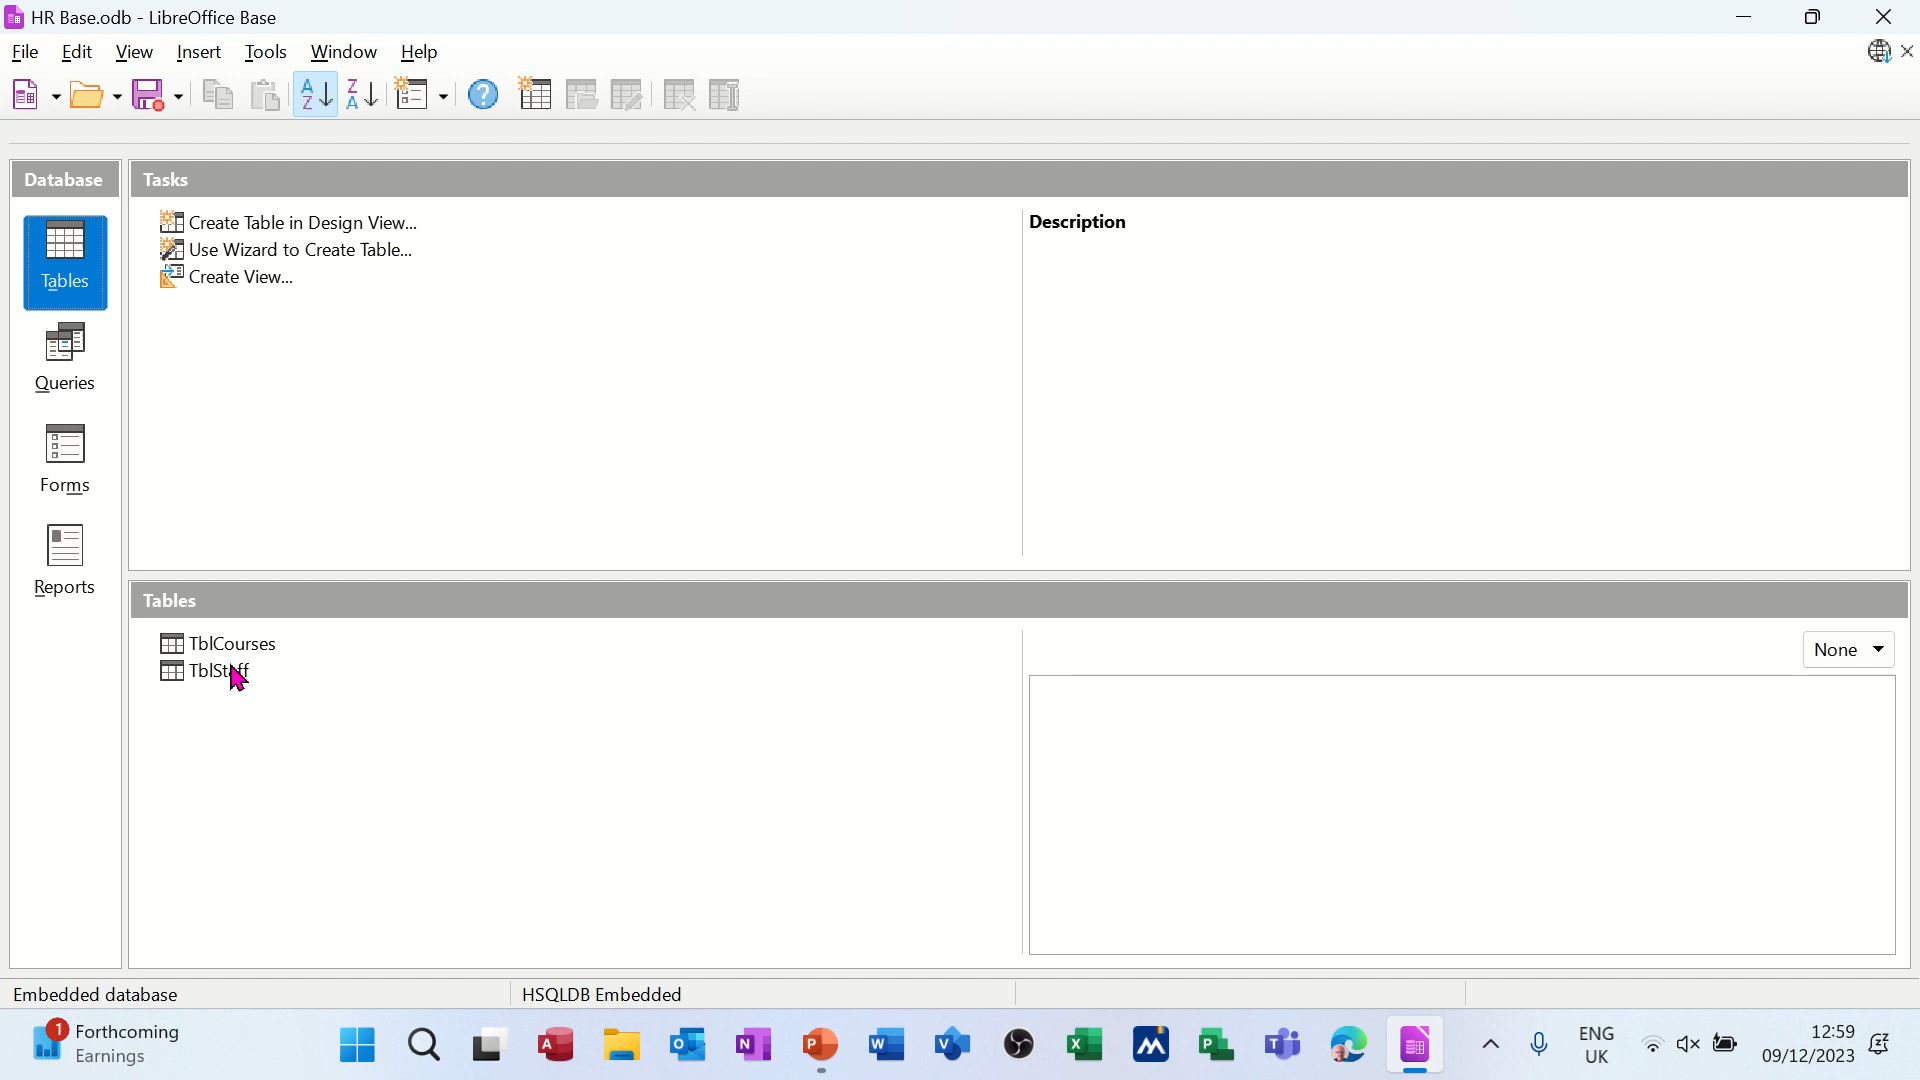 HR Base.odb - LibreOffice Base
File Edit View Insert Tools Window Help
Database
Tasks
Tables
Queries
Forms
Reports
Create Table in Design View...
Use Wizard to Create Table...
Create View...
Description
Tables
TblCourses
TblStaff
None
Embedded database
HSQLDB Embedded
1
Forthcoming
Earnings
ENG
UK
12:59
09/12/2023